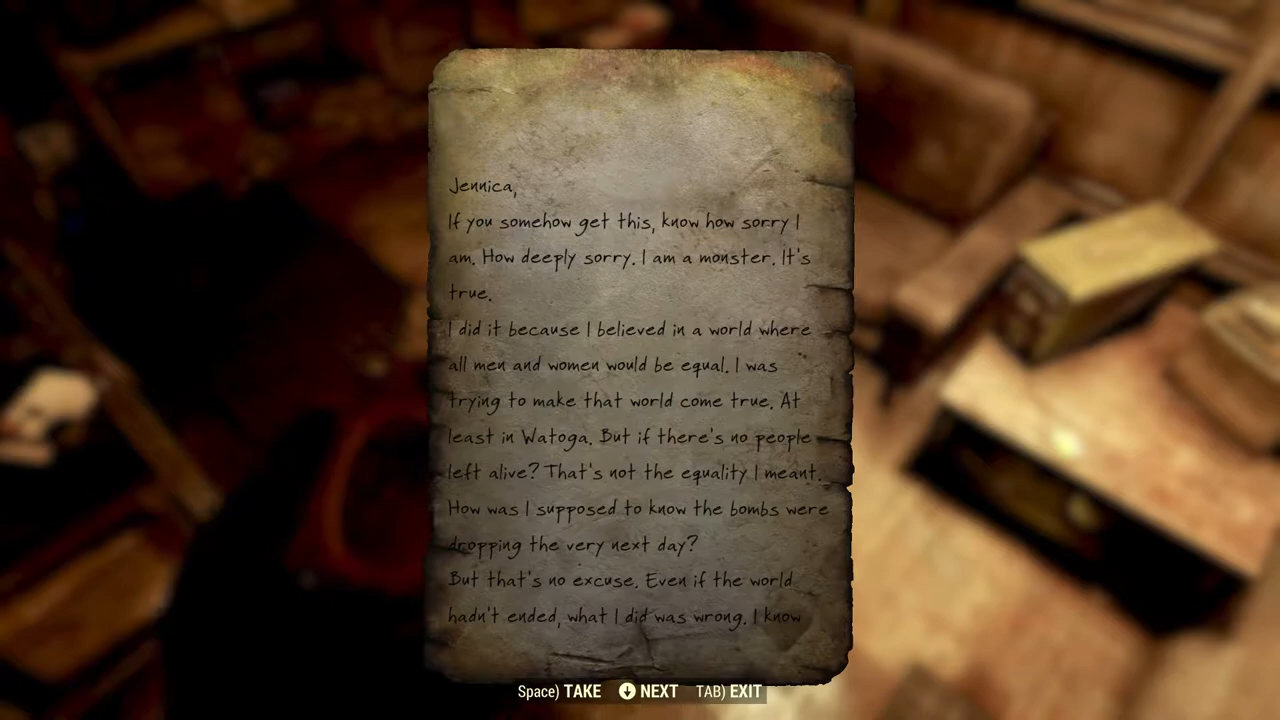 Jennica,
If you somehow get this, know how sorry I
am. How deeply sorry. I am a monster. It's
true.
I did it because I believed in a world where
all men and women would be equal. I was
trying to make that world come true. At
least in Watoga. But if there's no people
left alive? That's not the equality I meant.
How was I supposed to know the bombs were
dropping the very next day?
But that's no excuse. Even if the world
hadn't ended, what I did was wrong. I know
Space) TAKE NEXT TAB) EXIT